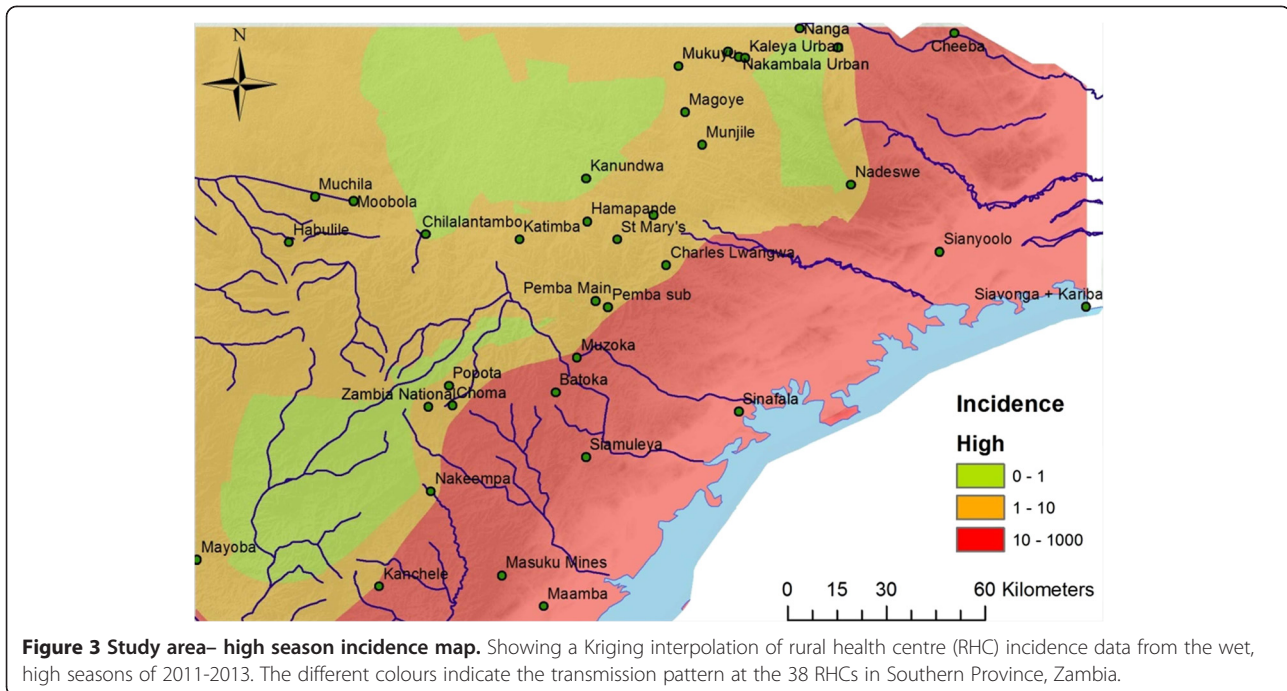 N
Nanga
Cheeba
Mukuyu
Kaleya Urban
Nakambala Urban
Magoye
Munjile
Kanundwa
Nadeswe
Muchila
Moobola
Hamapande
Chilalantambo
Katimba
St Mary's
Habulile
Charles Lwangwa
Sianyoolo
Pemba Main
Pemba sub
Siavonga + Kariba
Muzoka
Popota
Batoka
Zambia National
Choma
Sinafala
Incidence
High
Siamuleya
0 - 1
Nakeempa
1 - 10
10 - 1000
Mayoba
Masuku Mines
Kanchele
Maamba
0 15 30 60 Kilometers
Figure 3 Study area– high season incidence map. Showing a Kriging interpolation of rural health centre (RHC) incidence data from the wet,
high seasons of 2011-2013. The different colours indicate the transmission pattern at the 38 RHCs in Southern Province, Zambia.